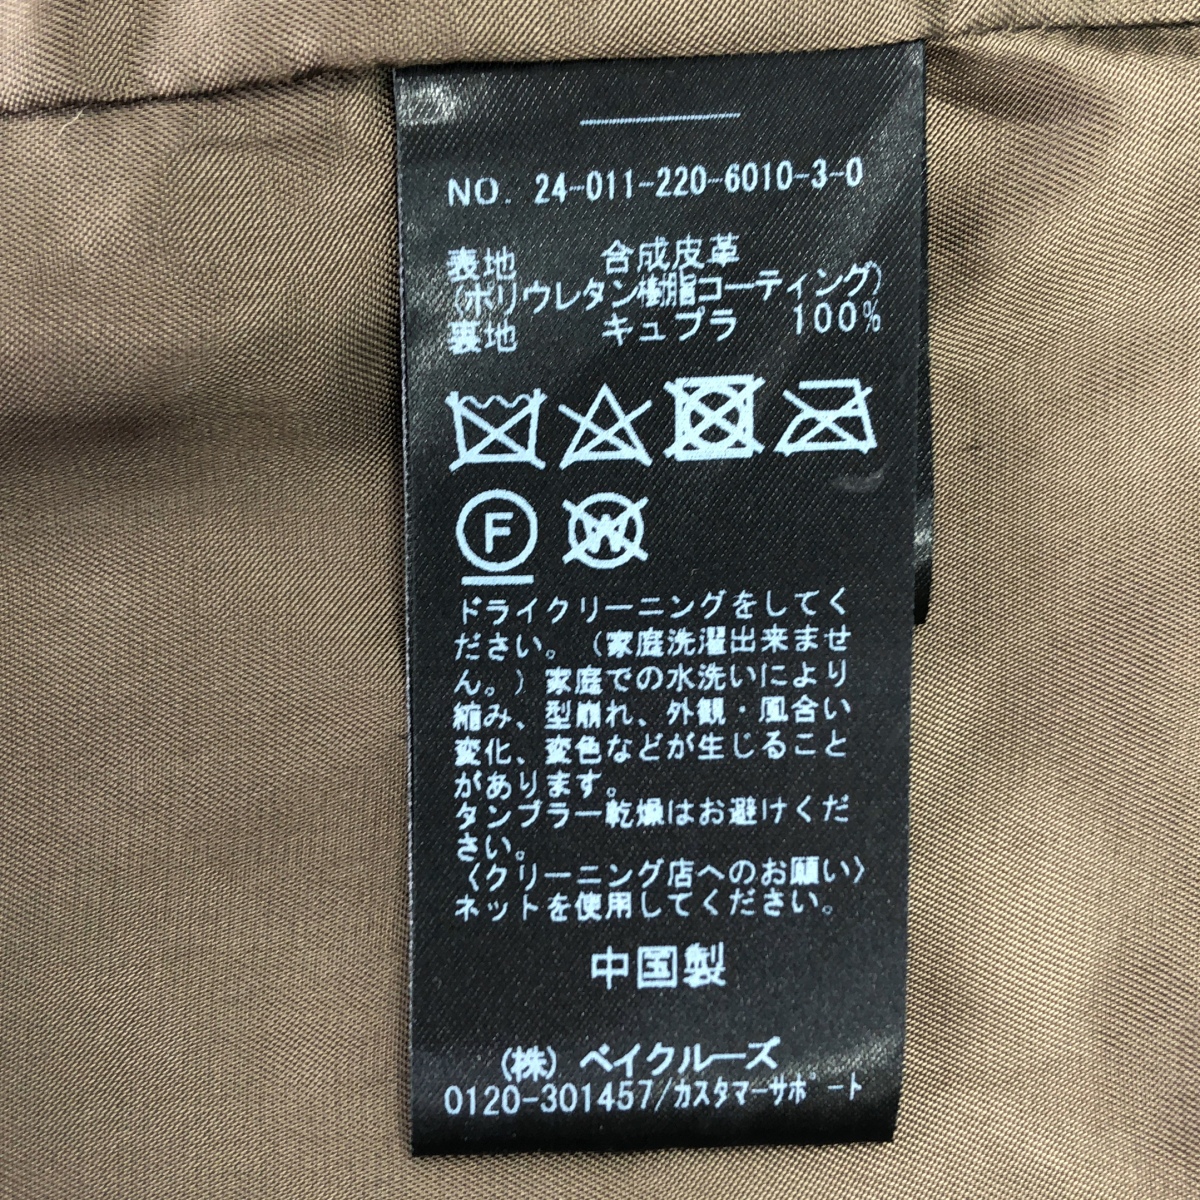 NO. 24-011-220-6010-3-0
表地 合成皮革
(ポリウレタン樹脂コーティング)
裏地 キュプラ 100%
F W
ドライクリーニングをしてく
ださい。(家庭洗濯出来ませ
ん。)家庭での水洗いにより
縮み、型崩れ、外観・風合い
変化、変色などが生じること
があります。
タンブラー乾燥はお避けくだ
さい。
〈クリーニング店へのお願い〉
ネットを使用してください。
中国製
(株)ベイクルーズ
0120-301457/ｶｽﾀﾏｰｻﾎﾟｰﾄ